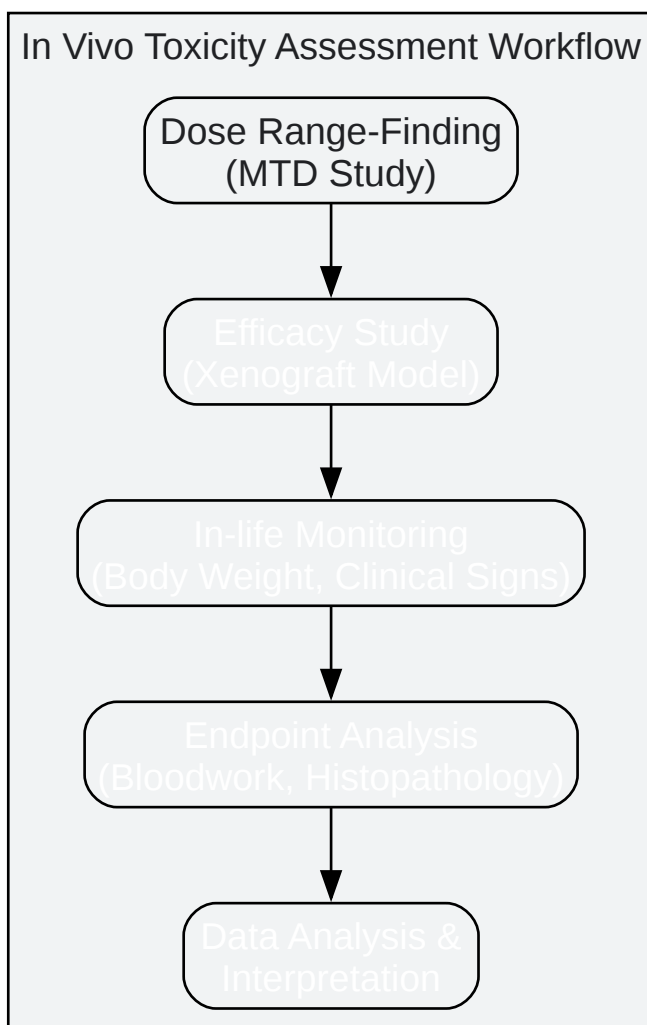 In Vivo Toxicity Assessment Workflow
Dose Range-Finding
(MTD Study)
Efficacy Study
(Xenograft Model)
In-life Monitoring
(Body Weight, Clinical Signs)
Endpoint Analysis
(Bloodwork, Histopathology)
Data Analysis &
Interpretation